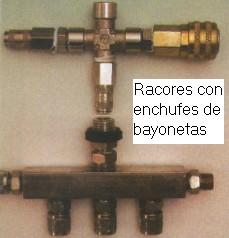 Racores con
enchufes de
bayonetas